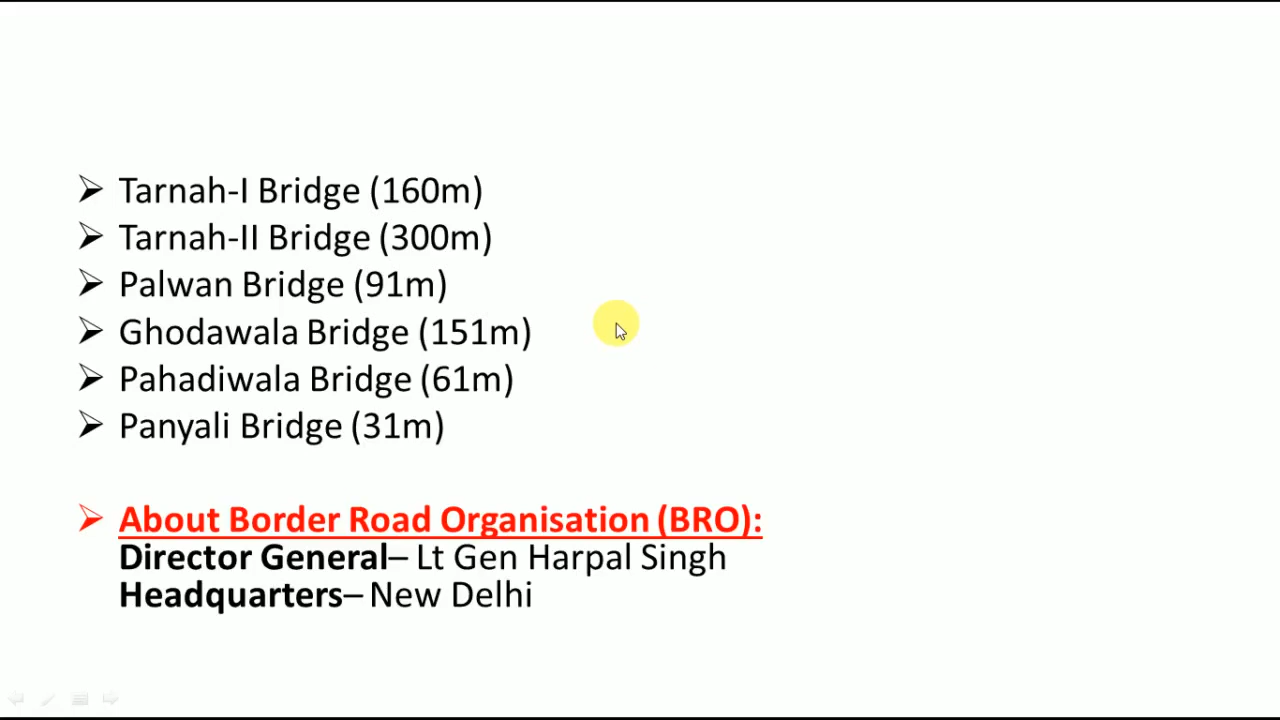 ➢ Tarnah-I Bridge (160m)
➢ Tarnah-II Bridge (300m)
➢ Palwan Bridge (91m)
➢ Ghodawala Bridge (151m)
➢ Pahadiwala Bridge (61m)
➢ Panyali Bridge (31m)
➢ About Border Road Organisation (BRO):
Director General– Lt Gen Harpal Singh
Headquarters– New Delhi